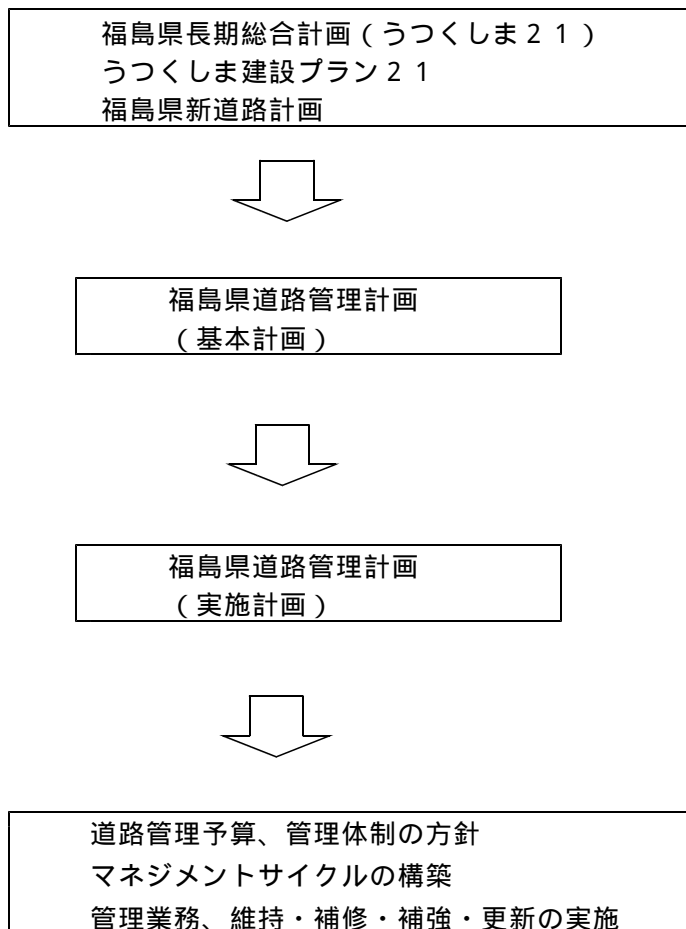 福島県長期総合計画（うつくしま２１）
うつくしま建設プラン２１
福島県新道路計画
福島県道路管理計画
（基本計画）
福島県道路管理計画
（実施計画）
道路管理予算、管理体制の方針
マネジメントサイクルの構築
管理業務、維持・補修・補強・更新の実施